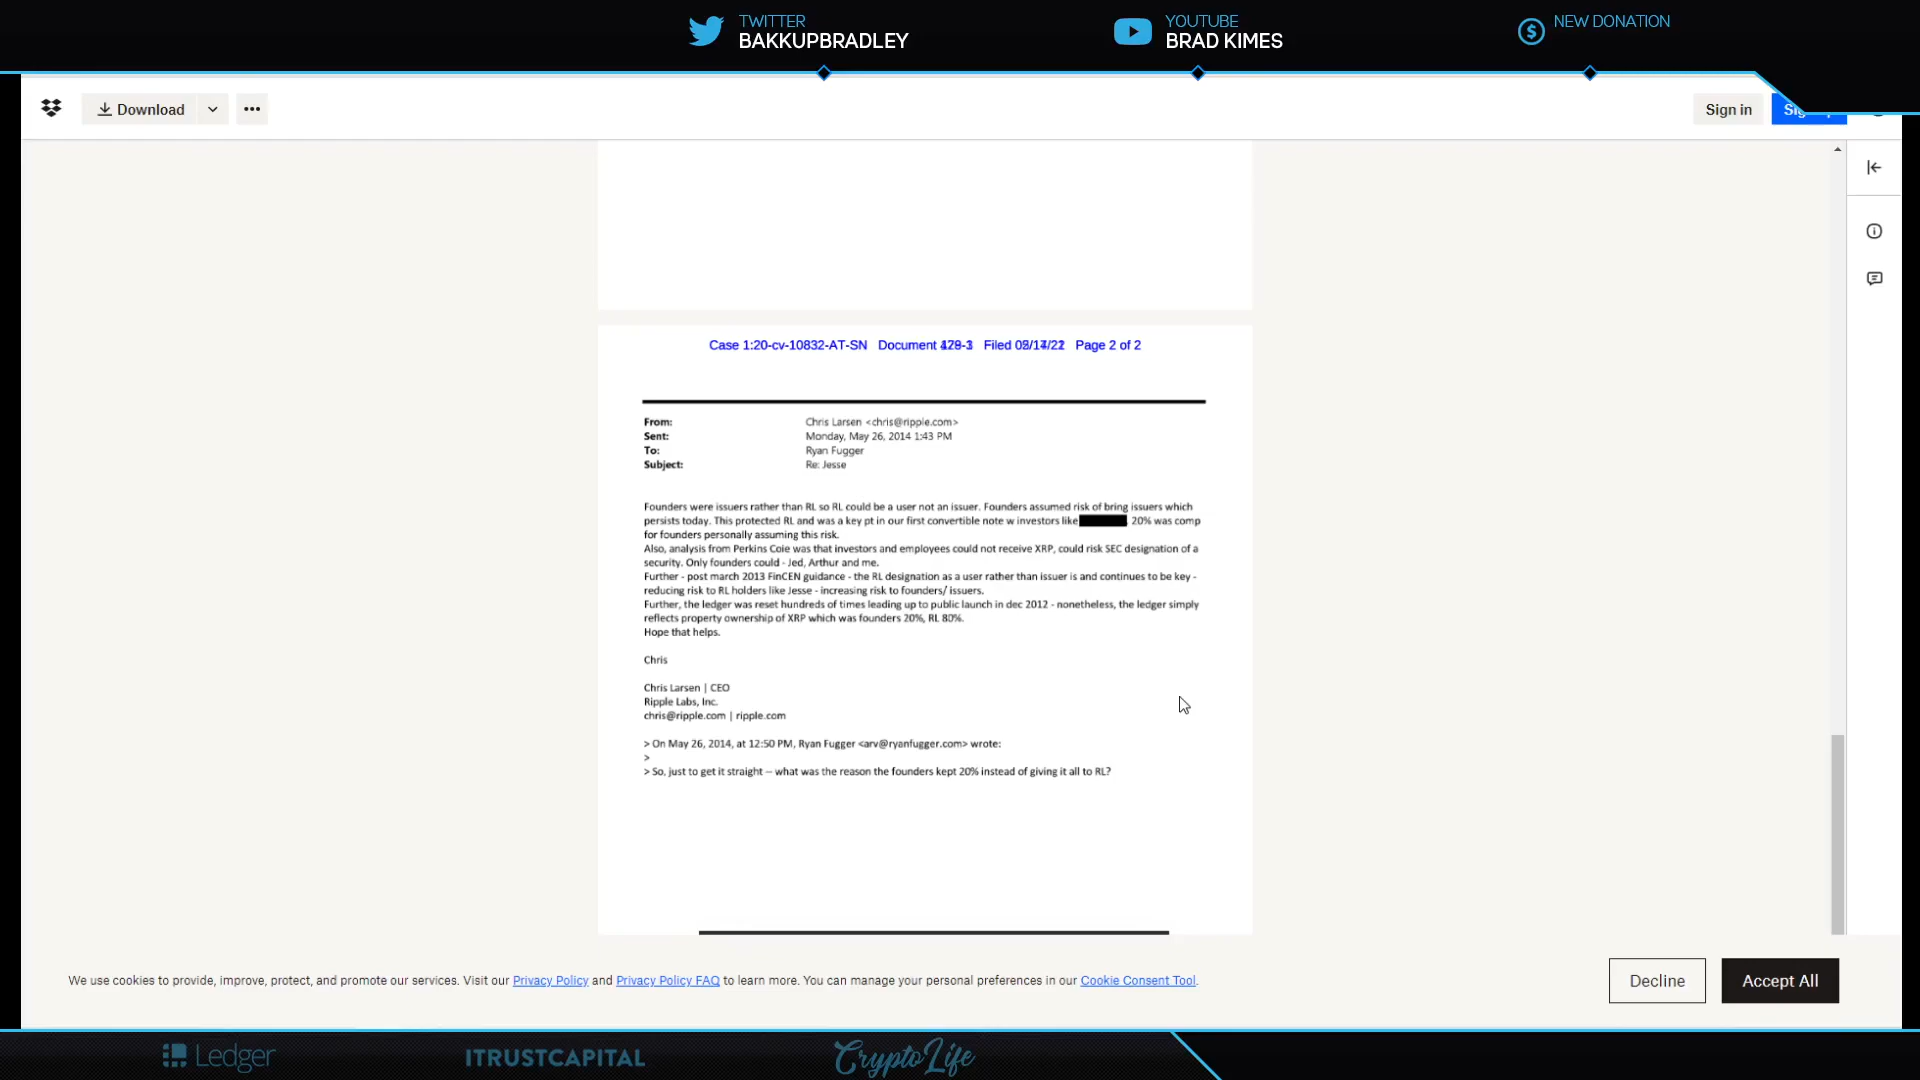 TWITTER
BAKKUPBRADLEY
YOUTUBE
BRAD KIMES
NEW DONATION
Download
Sign in
Case 1:20-cv-10832-AT-SN Document Filed Page 2 of 2
From: Chris Larsen <chris@ripple.com>
Sent: Monday, May 26, 2014 1:43 PM
To: Ryan Fugger
Subject: Re: Jesse
Founders were issuers rather than RL so RL could be a user not an issuer. Founders assumed risk of bring issuers which
persists today. This protected RL and was a key pt in our first convertible note w investors like 20% was comp
for founders personally assuming this risk.
Also, analysis from Perkins Coie was that investors and employees could not receive XRP, could risk SEC designation of a
security. Only founders could - Jed, Arthur and me.
Further - post march 2013 FinCEN guidance - the RL designation as a user rather than issuer is and continues to be key -
reducing risk to RL holders like Jesse - increasing risk to founders/ issuers.
Further, the ledger was reset hundreds of times leading up to public launch in dec 2012 - nonetheless, the ledger simply
reflects property ownership of XRP which was founders 20%, RL 80%.
Hope that helps.
Chris
Chris Larsen | CEO
Ripple Labs, Inc.
chris@ripple.com | ripple.com
> On May 26, 2014, at 12:50 PM, Ryan Fugger <arv@ryanfugger.com> wrote:
>
> So, just to get it straight -- what was the reason the founders kept 20% instead of giving it all to RL?
We use cookies to provide, improve, protect, and promote our services. Visit our Privacy Policy and Privacy Policy FAQ to learn more. You can manage your personal preferences in our Cookie Consent Tool.
Decline
Accept All
Ledger
ITRUSTCAPITAL
CryptoLife